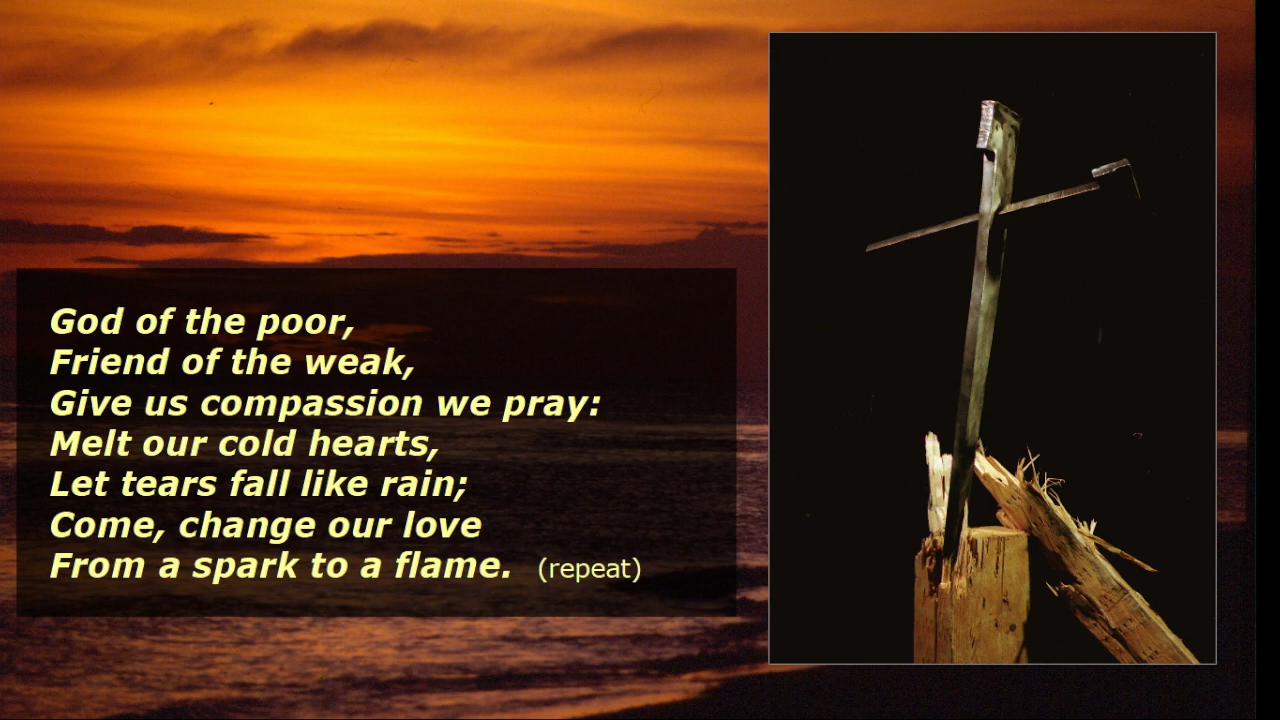 God of the poor,
Friend of the weak,
Give us compassion we pray:
Melt our cold hearts,
Let tears fall like rain;
Come, change our love
From a spark to a flame. (repeat)